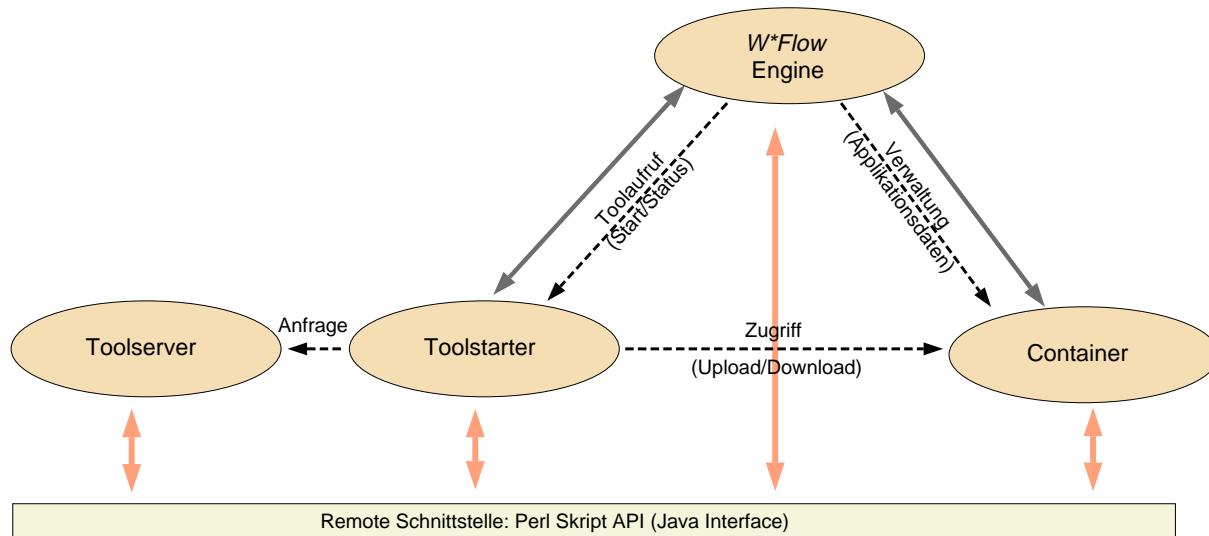 W*Flow
Engine
Toolaufruf
(Start/Status)
Verwaltung
(Applikationsdaten)
Toolserver
Anfrage
Toolstarter
Zugriff
(Upload/Download)
Container
Remote Schnittstelle: Perl Skript API (Java Interface)